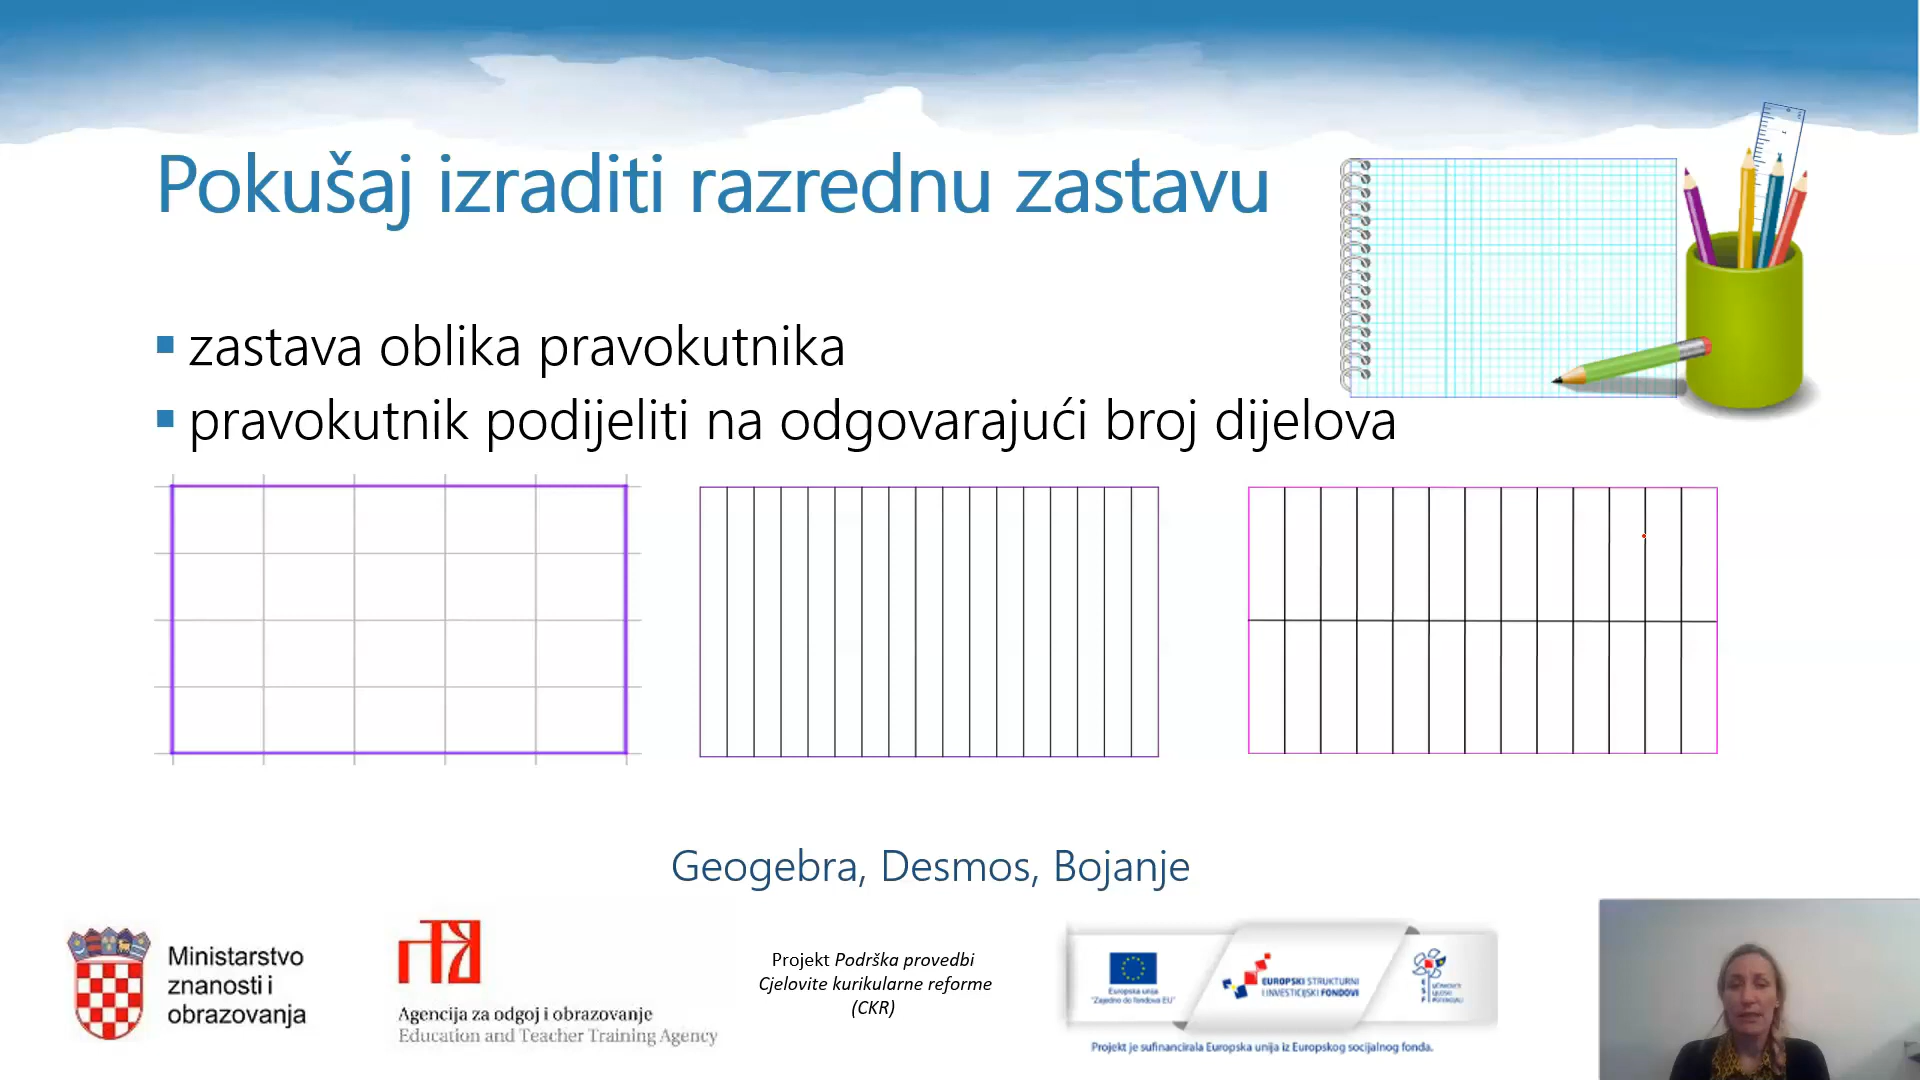 Pokušaj izraditi razrednu zastavu
zastava oblika pravokutnika
pravokutnik podijeliti na odgovarajući broj dijelova
Geogebra, Desmos, Bojanje
Ministarstvo
znanosti i
obrazovanja
Agencija za odgoj i obrazovanje
Education and Teacher Training Agency
Projekt Podrška provedbi
Cjelovite kurikularne reforme
(CKR)
Europska unija
"Zajedno do fondova EU"
EUROPSKI STRUKTURNI
I INVESTICIJSKI FONDOVI
Projekt je sufinancirala Europska unija iz Europskog socijalnog fonda.